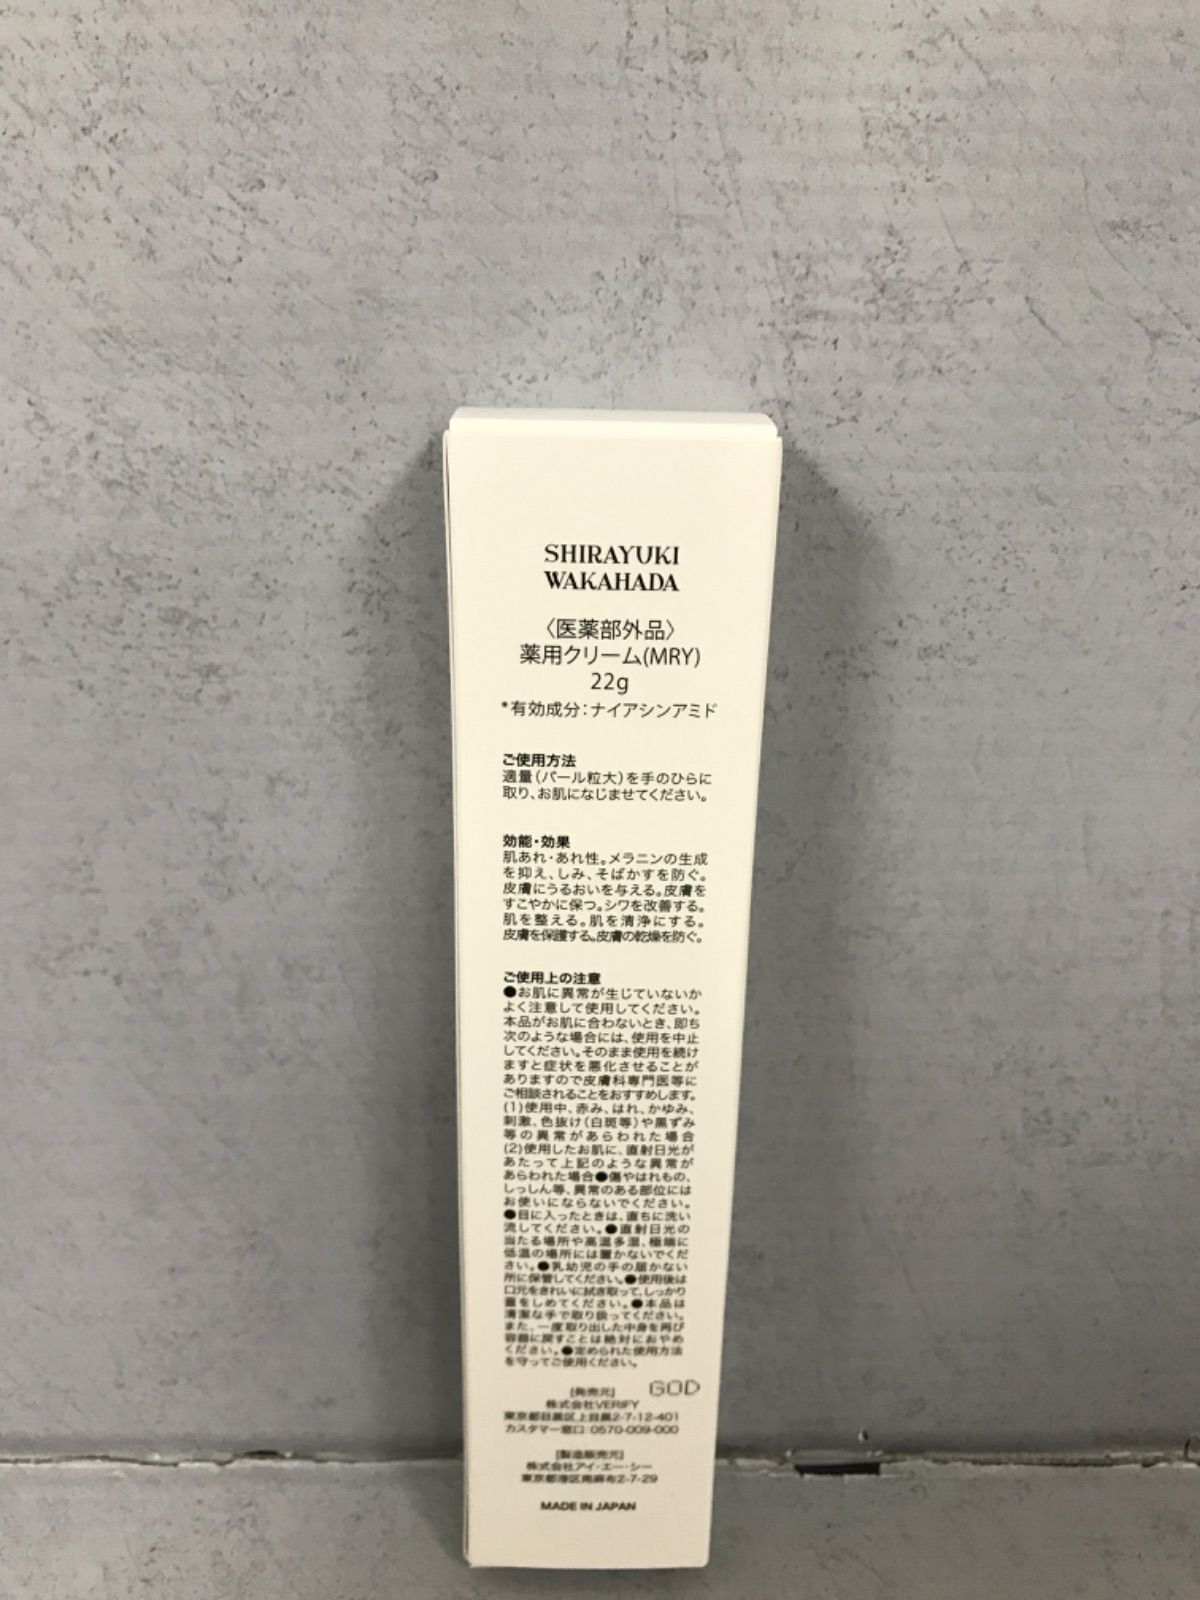 SHIRAYUKI
WAKAHADA
〈医薬部外品〉
薬用クリーム(MRY)
22g
*有効成分：ナイアシンアミド
ご使用方法
適量（パール粒大）を手のひらに
取り、お肌になじませてください。
効能・効果
肌あれ・あれ性。メラニンの生成
を抑え、しみ、そばかすを防ぐ。
皮膚にうるおいを与える。皮膚を
すこやかに保つ。シワを改善する。
肌を整える。肌を清浄にする。
皮膚を保護する。皮膚の乾燥を防ぐ。
ご使用上の注意
●お肌に異常が生じていないか
よく注意して使用してください。
本品がお肌に合わないとき、即ち
次のような場合には、使用を中止
してください。そのまま使用を続け
ますと症状を悪化させることが
ありますので皮膚科専門医等に
ご相談されることをおすすめします。
(1)使用中、赤み、はれ、かゆみ、
刺激、色抜け（白斑等）や黒ずみ
等の異常があらわれた場合
(2)使用したお肌に、直射日光が
あたって上記のような異常が
あらわれた場合●傷やはれもの、
しっしん等、異常のある部位には
お使いにならないでください。
●目に入ったときは、直ちに洗い
流してください。●直射日光の
当たる場所や高温多湿、極端に
低温の場所には置かないでくだ
さい。●乳幼児の手の届かない
所に保管してください。●使用後は
口元をきれいに拭き取って、しっかり
蓋をしめてください。●本品は
清潔な手で取り扱ってください。
また、一度取り出した中身を再び
容器に戻すことは絶対におやめ
ください。●定められた使用方法
を守ってご使用ください。
GOD
[発売元]
株式会社VERIFY
東京都目黒区上目黒2-7-12-401
カスタマー窓口：0570-009-000
[製造販売元]
株式会社アイ・エー・シー
東京都港区南麻布2-7-29
MADE IN JAPAN